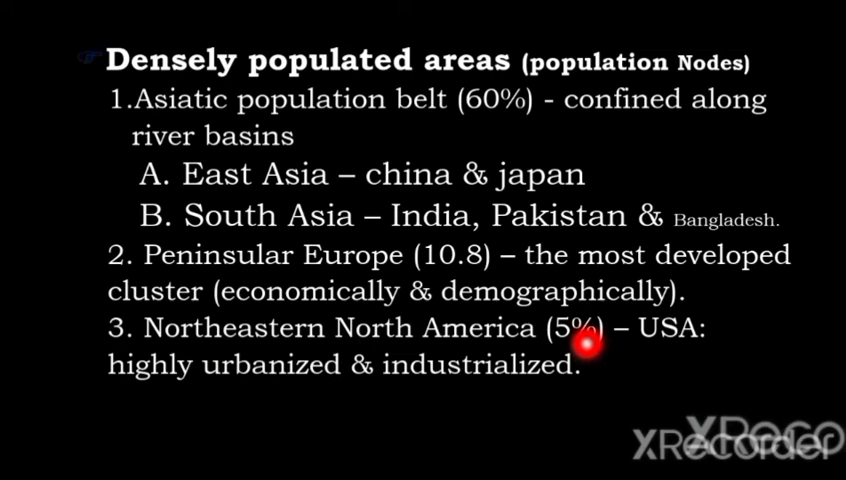 Densely populated areas (population Nodes)
1.Asiatic population belt (60%) - confined along
river basins
A. East Asia – china & japan
B. South Asia – India, Pakistan & Bangladesh.
2. Peninsular Europe (10.8) – the most developed
cluster (economically & demographically).
3. Northeastern North America (5%) – USA:
highly urbanized & industrialized.
XRecorder
XRecorder